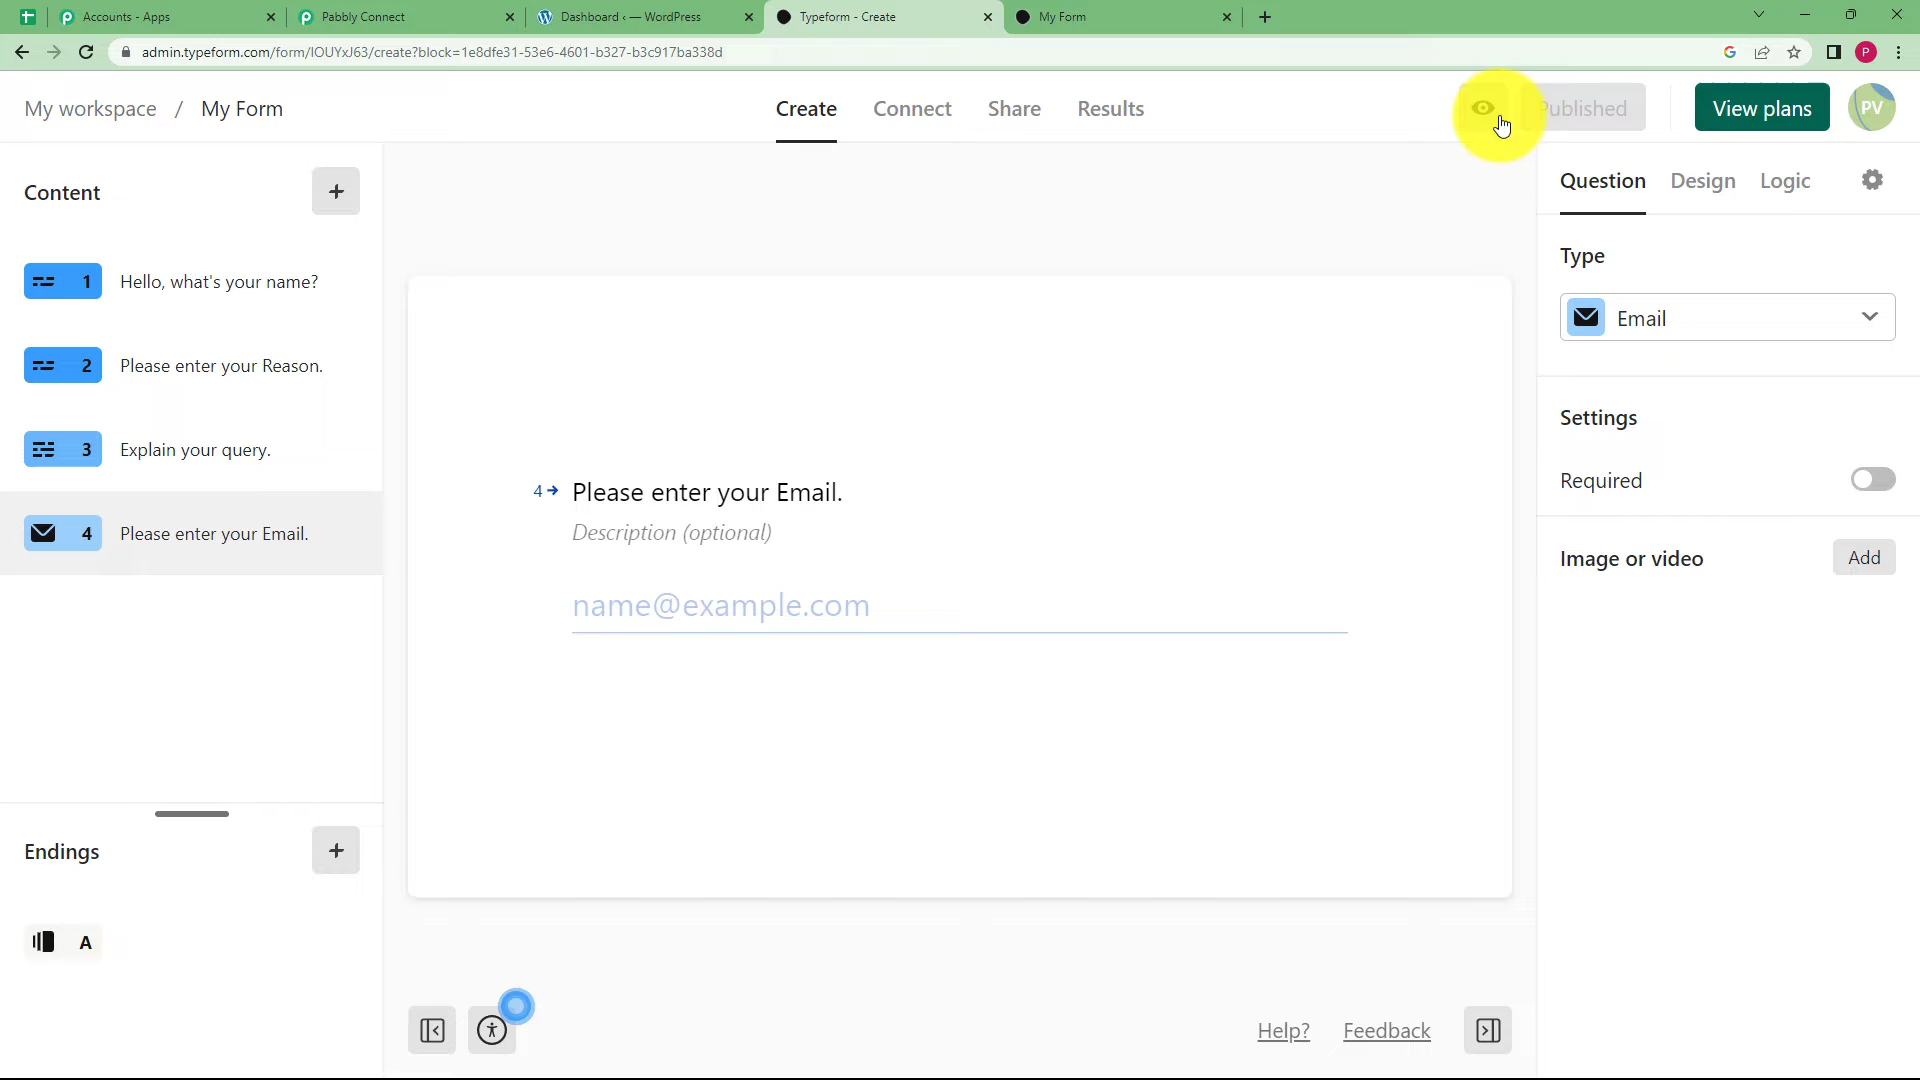 Accounts - Apps
Pabbly Connect
Dashboard ‹ — WordPress
Typeform - Create
My Form
admin.typeform.com/form/IOUYxJ63/create?block=1e8dfe31-53e6-4601-b327-b3c917ba338d
P
My workspace / My Form
Create
Connect
Share
Results
Published
View plans
PV
Content
Question
Design
Logic
1 Hello, what's your name?
2 Please enter your Reason.
3 Explain your query.
4 Please enter your Email.
Type
Email
Settings
Required
Image or video
Add
4 Please enter your Email.
Description (optional)
name@example.com
Endings
A
Help?
Feedback